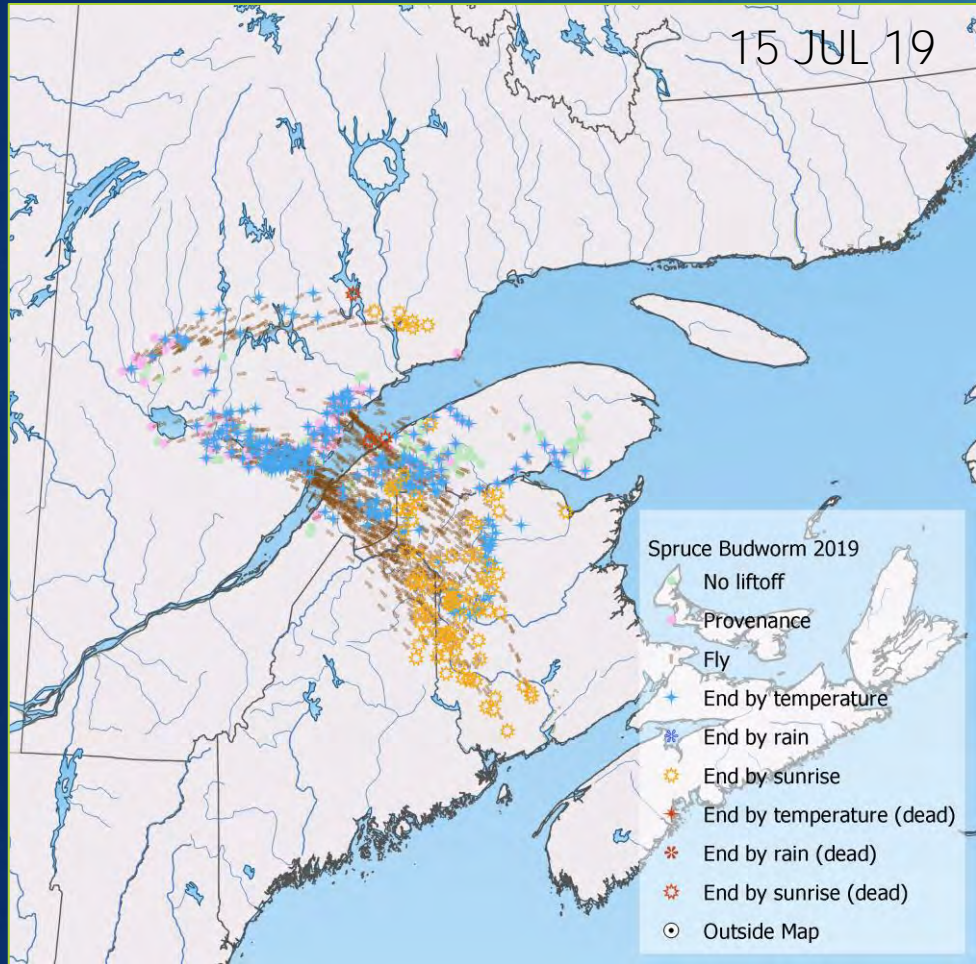 15 JUL 19
Spruce Budworm 2019
No liftoff
Provenance
Fly
End by temperature
End by rain
End by sunrise
End by temperature (dead)
End by rain (dead)
End by sunrise (dead)
Outside Map